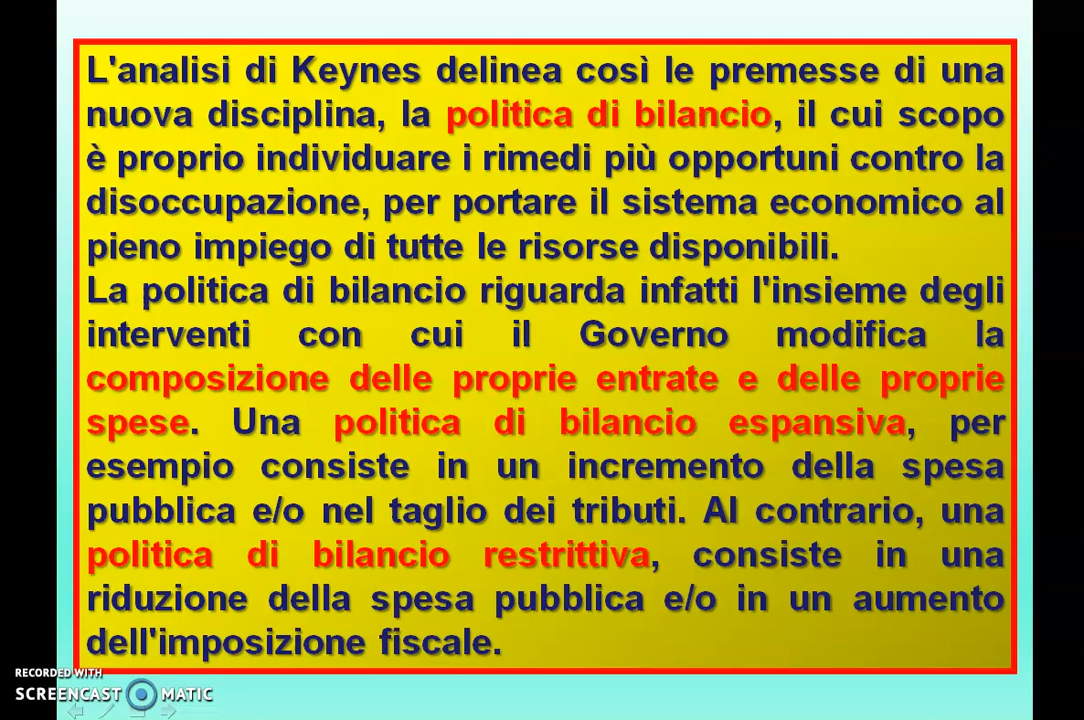 L'analisi di Keynes delinea così le premesse di una
nuova disciplina, la politica di bilancio, il cui scopo
è proprio individuare i rimedi più opportuni contro la
disoccupazione, per portare il sistema economico al
pieno impiego di tutte le risorse disponibili.
La politica di bilancio riguarda infatti l'insieme degli
interventi con cui il Governo modifica la
composizione delle proprie entrate e delle proprie
spese. Una politica di bilancio espansiva, per
esempio consiste in un incremento della spesa
pubblica e/o nel taglio dei tributi. Al contrario, una
politica di bilancio restrittiva, consiste in una
riduzione della spesa pubblica e/o in un aumento
dell'imposizione fiscale.
RECORDED WITH
SCREENCAST MATIC